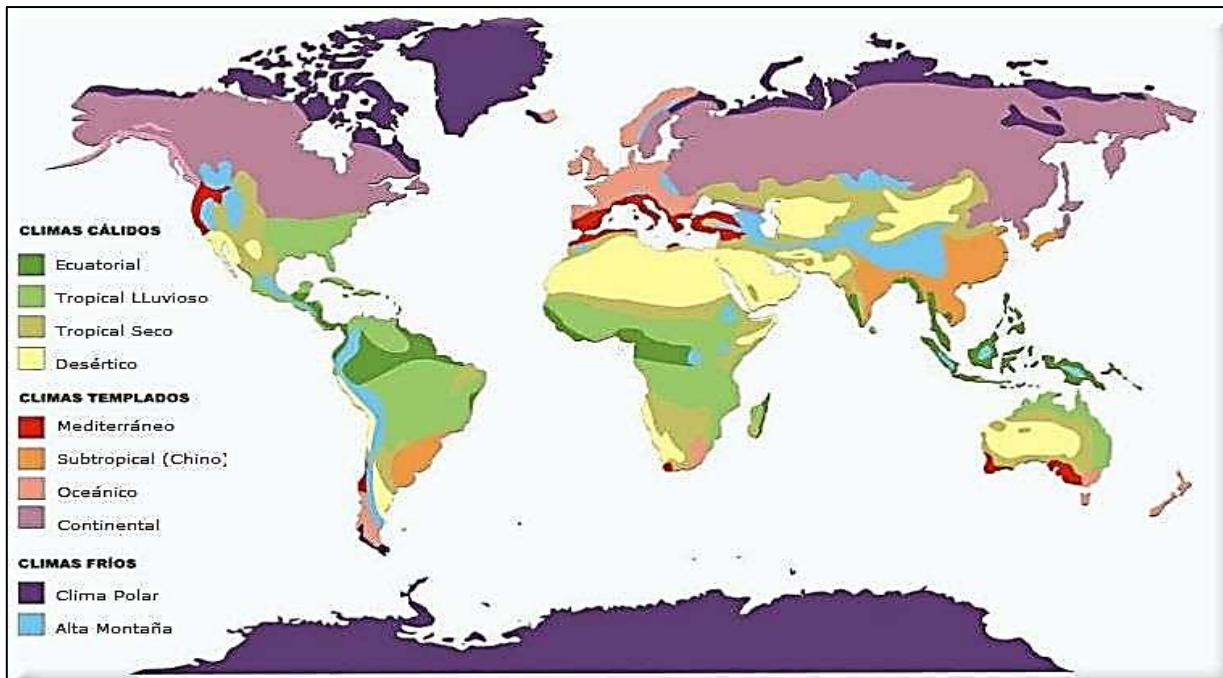 CLIMAS CÁLIDOS
Ecuatorial
Tropical LLuvioso
Tropical Seco
Desértico
CLIMAS TEMPLADOS
Mediterráneo
Subtropical (Chino)
Oceánico
Continental
CLIMAS FRÍOS
Clima Polar
Alta Montaña